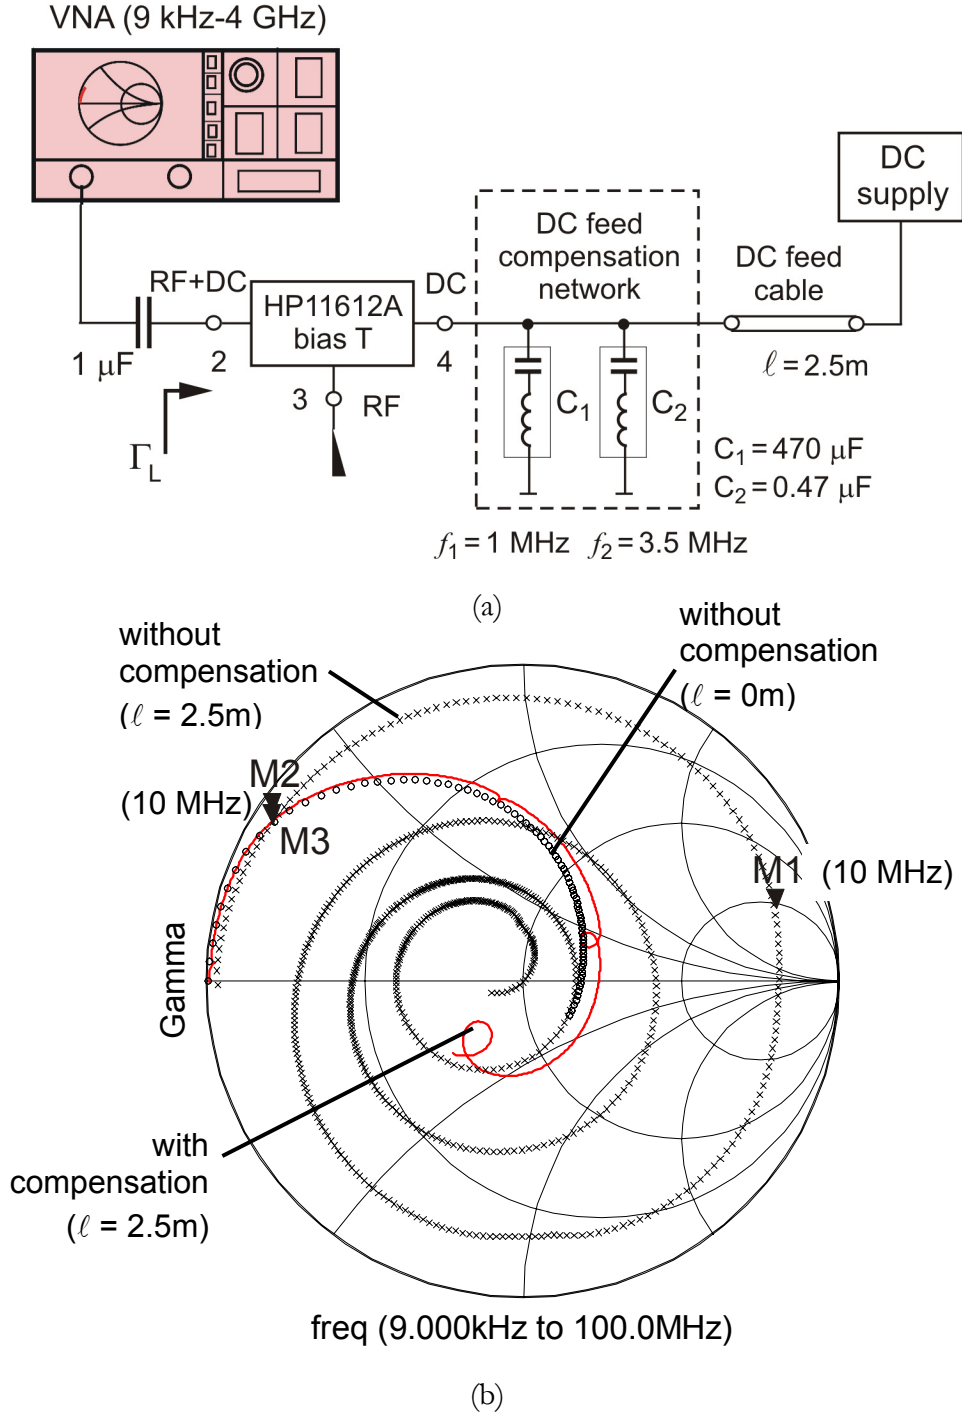 VNA (9 kHz-4 GHz)
DC
supply
DC feed
compensation
network
DC feed
cable
RF+DC
HP11612A
bias T
DC
1 μF
2
4
ℓ = 2.5m
3
RF
C₁
C₂
Γ_L
C₁ = 470 μF
C₂ = 0.47 μF
f₁ = 1 MHz f₂ = 3.5 MHz
(a)
without
compensation
(ℓ = 2.5m)
without
compensation
(ℓ = 0m)
M2
(10 MHz)
M3
M1 (10 MHz)
Gamma
with
compensation
(ℓ = 2.5m)
freq (9.000kHz to 100.0MHz)
(b)